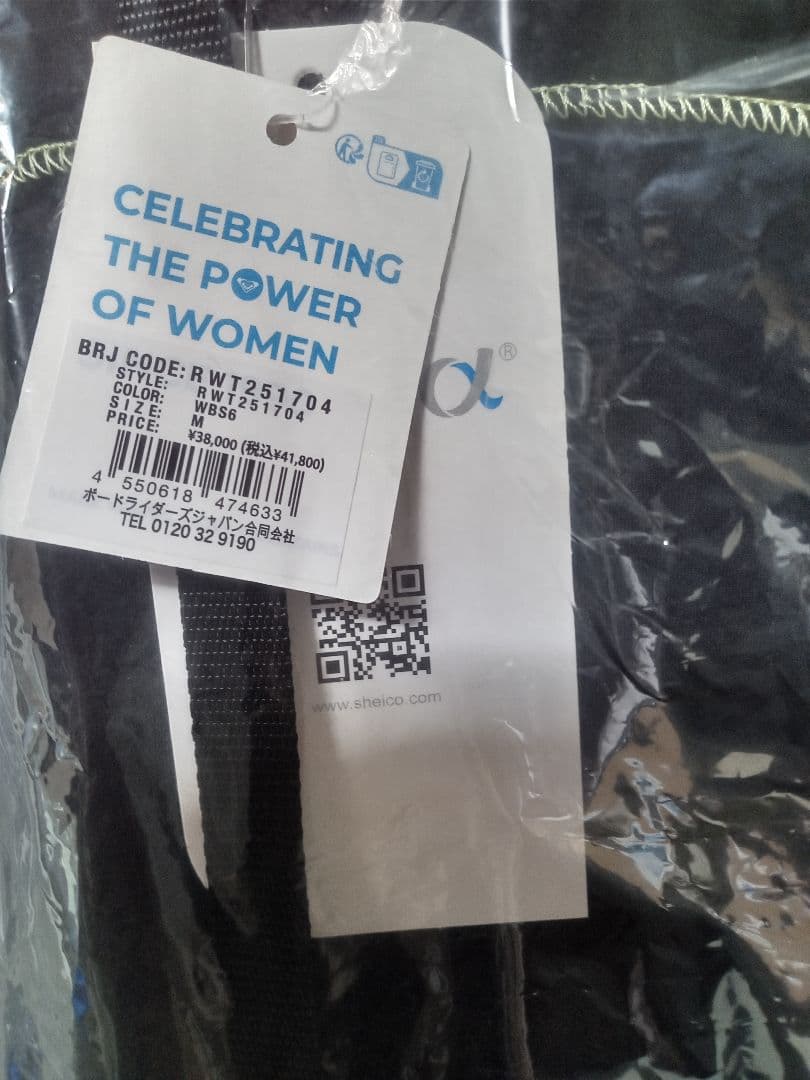 CELEBRATING
THE POWER
OF WOMEN
BRJ CODE: RWT251704
STYLE: RWT251704
COLOR: WBS6
SIZE: M
PRICE: ¥38,000 (税込¥41,800)
4 550618 474633
ボードライダーズジャパン合同会社
TEL 0120 32 9190
®
www.sheico.com